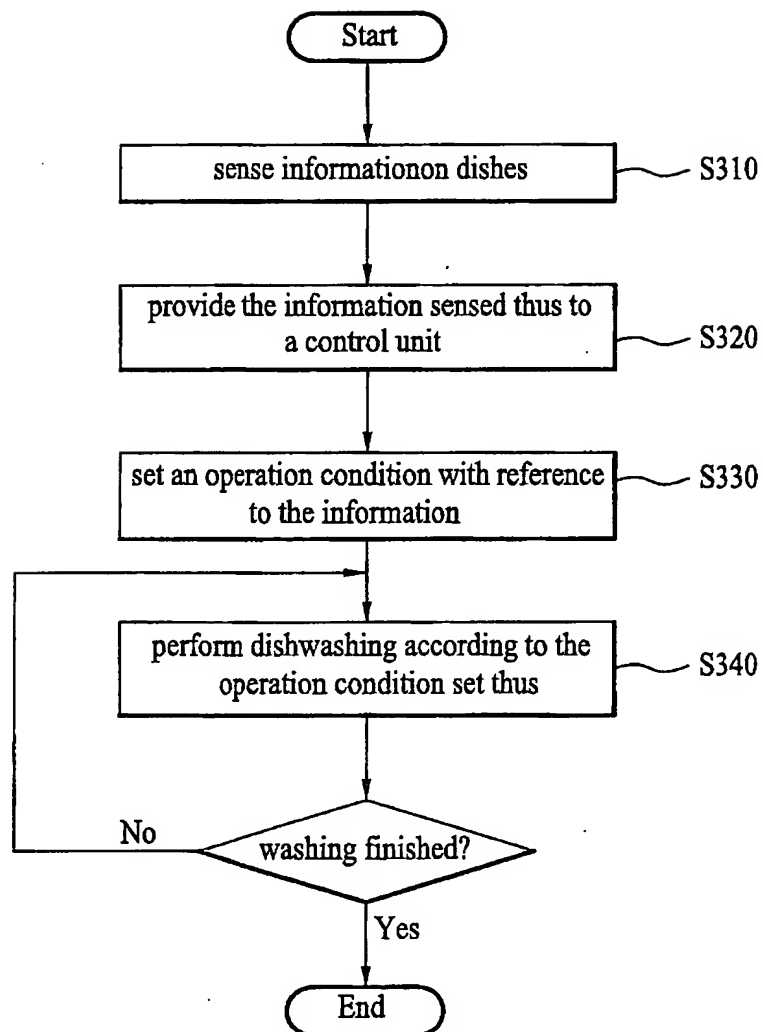 Start
sense informationon dishes
S310
provide the information sensed thus to
a control unit
S320
set an operation condition with reference
to the information
S330
perform dishwashing according to the
operation condition set thus
S340
washing finished?
No
Yes
End